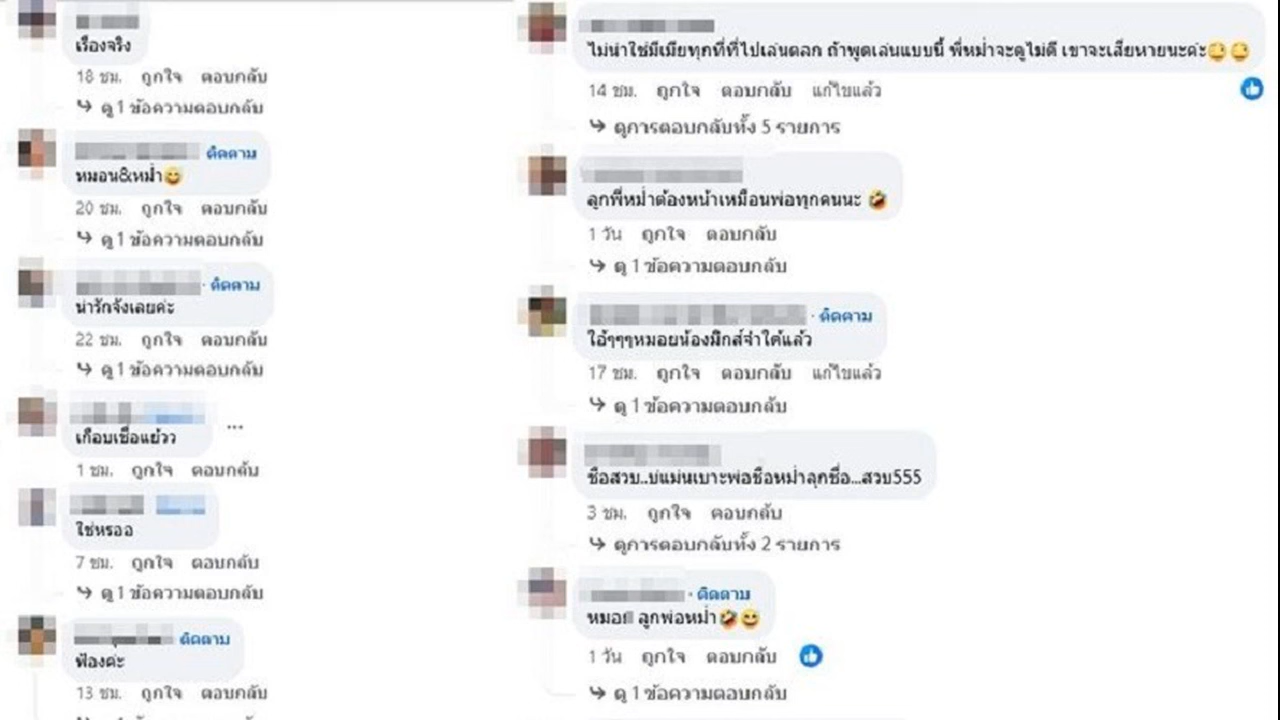 เรื่องจริง
18 ชม. ถูกใจ ตอบกลับ
ดู 1 ข้อความตอบกลับ
ติดตาม
หมอน&หม่ำ😄
20 ชม. ถูกใจ ตอบกลับ
ดู 1 ข้อความตอบกลับ
· ติดตาม
น่ารักจังเลยค่ะ
22 ชม. ถูกใจ ตอบกลับ
ดู 1 ข้อความตอบกลับ
...
เกือบเชื่อแย้วว
1 ชม. ถูกใจ ตอบกลับ
ใช่หรออ
7 ชม. ถูกใจ ตอบกลับ
ดู 1 ข้อความตอบกลับ
ติดตาม
ฟ้องค่ะ
13 ชม. ถูกใจ ตอบกลับ
ไม่น่าใช่มีเมียทุกที่ที่ไปเล่นตลก ถ้าพูดเล่นแบบนี้ พี่หม่ำจะดูไม่ดี เขาจะเสียหายนะค่ะ
14 ชม. ถูกใจ ตอบกลับ แก้ไขแล้ว
ดูการตอบกลับทั้ง 5 รายการ
ลูกพี่หม่ำต้องหน้าเหมือนพ่อทุกคนนะ 🤣
1 วัน ถูกใจ ตอบกลับ
ดู 1 ข้อความตอบกลับ
· ติดตาม
ใอ้ๆๆๆหมอยน้องมิกส์จำใด้แล้ว
17 ชม. ถูกใจ ตอบกลับ แก้ไขแล้ว
ดู 1 ข้อความตอบกลับ
ชื่อสวบ..บ่แม่นเบาะพ่อชื่อหม่ำลูกชื่อ...สวบ555
3 ชม. ถูกใจ ตอบกลับ
ดูการตอบกลับทั้ง 2 รายการ
· ติดตาม
ลูกพ่อหม่ำ🤣😄
1 วัน ถูกใจ ตอบกลับ
ดู 1 ข้อความตอบกลับ